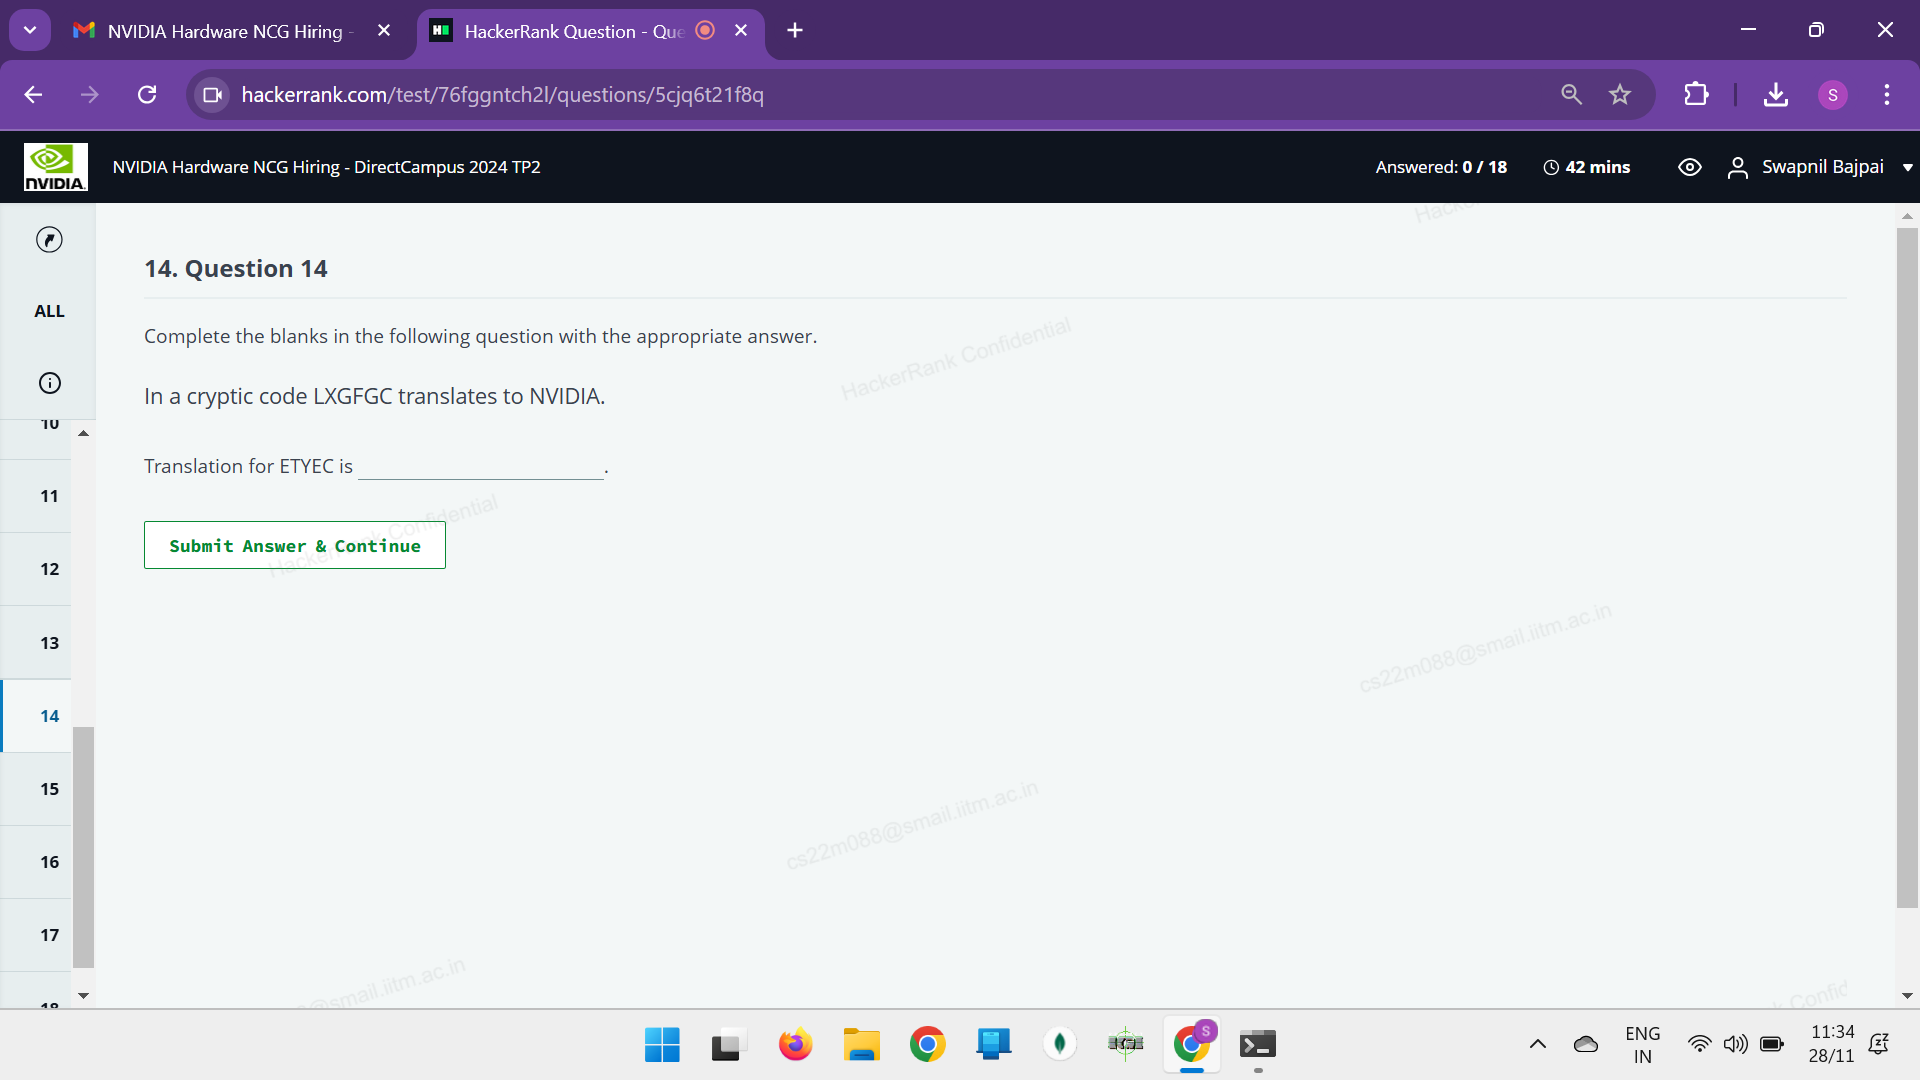 NVIDIA Hardware NCG Hiring -
HackerRank Question - Que
hackerrank.com/test/76fggntch2l/questions/5cjq6t21f8q
S
NVIDIA
NVIDIA Hardware NCG Hiring - DirectCampus 2024 TP2
Answered: 0 / 18
42 mins
Swapnil Bajpai
ALL
10
11
12
13
14
15
16
17
18
14. Question 14
Complete the blanks in the following question with the appropriate answer.
In a cryptic code LXGFGC translates to NVIDIA.
Translation for ETYEC is ____________________.
Submit Answer & Continue
HackerRank Confidential
HackerRank Confidential
cs22m088@smail.iitm.ac.in
cs22m088@smail.iitm.ac.in
@smail.iitm.ac.in
S
ENG
IN
11:34
28/11